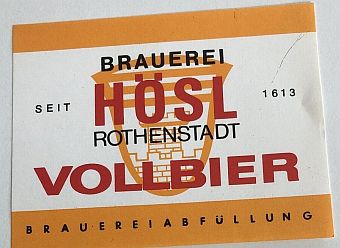 BRAUEREI
SEIT HÖSL 1613
ROTHENSTADT
VOLLBIER
BRAUEREIABFÜLLUNG